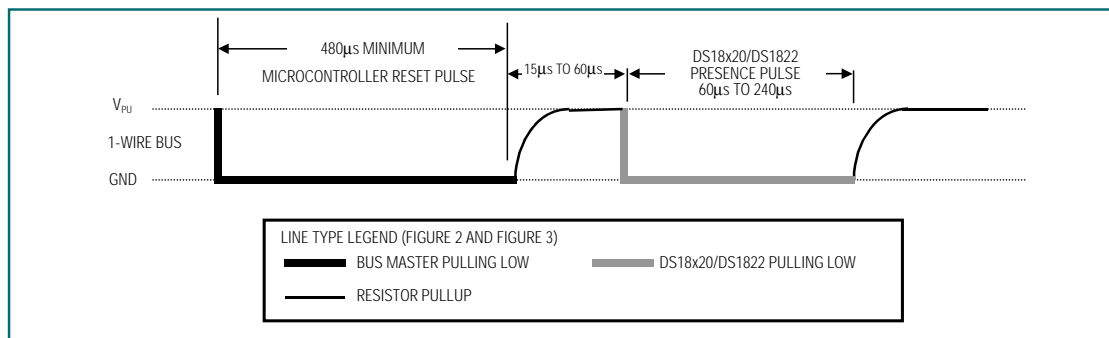 480µs MINIMUM
MICROCONTROLLER RESET PULSE
15µs TO 60µs
DS18x20/DS1822
PRESENCE PULSE
60µs TO 240µs
VPU
1-WIRE BUS
GND
LINE TYPE LEGEND (FIGURE 2 AND FIGURE 3)
BUS MASTER PULLING LOW
DS18x20/DS1822 PULLING LOW
RESISTOR PULLUP